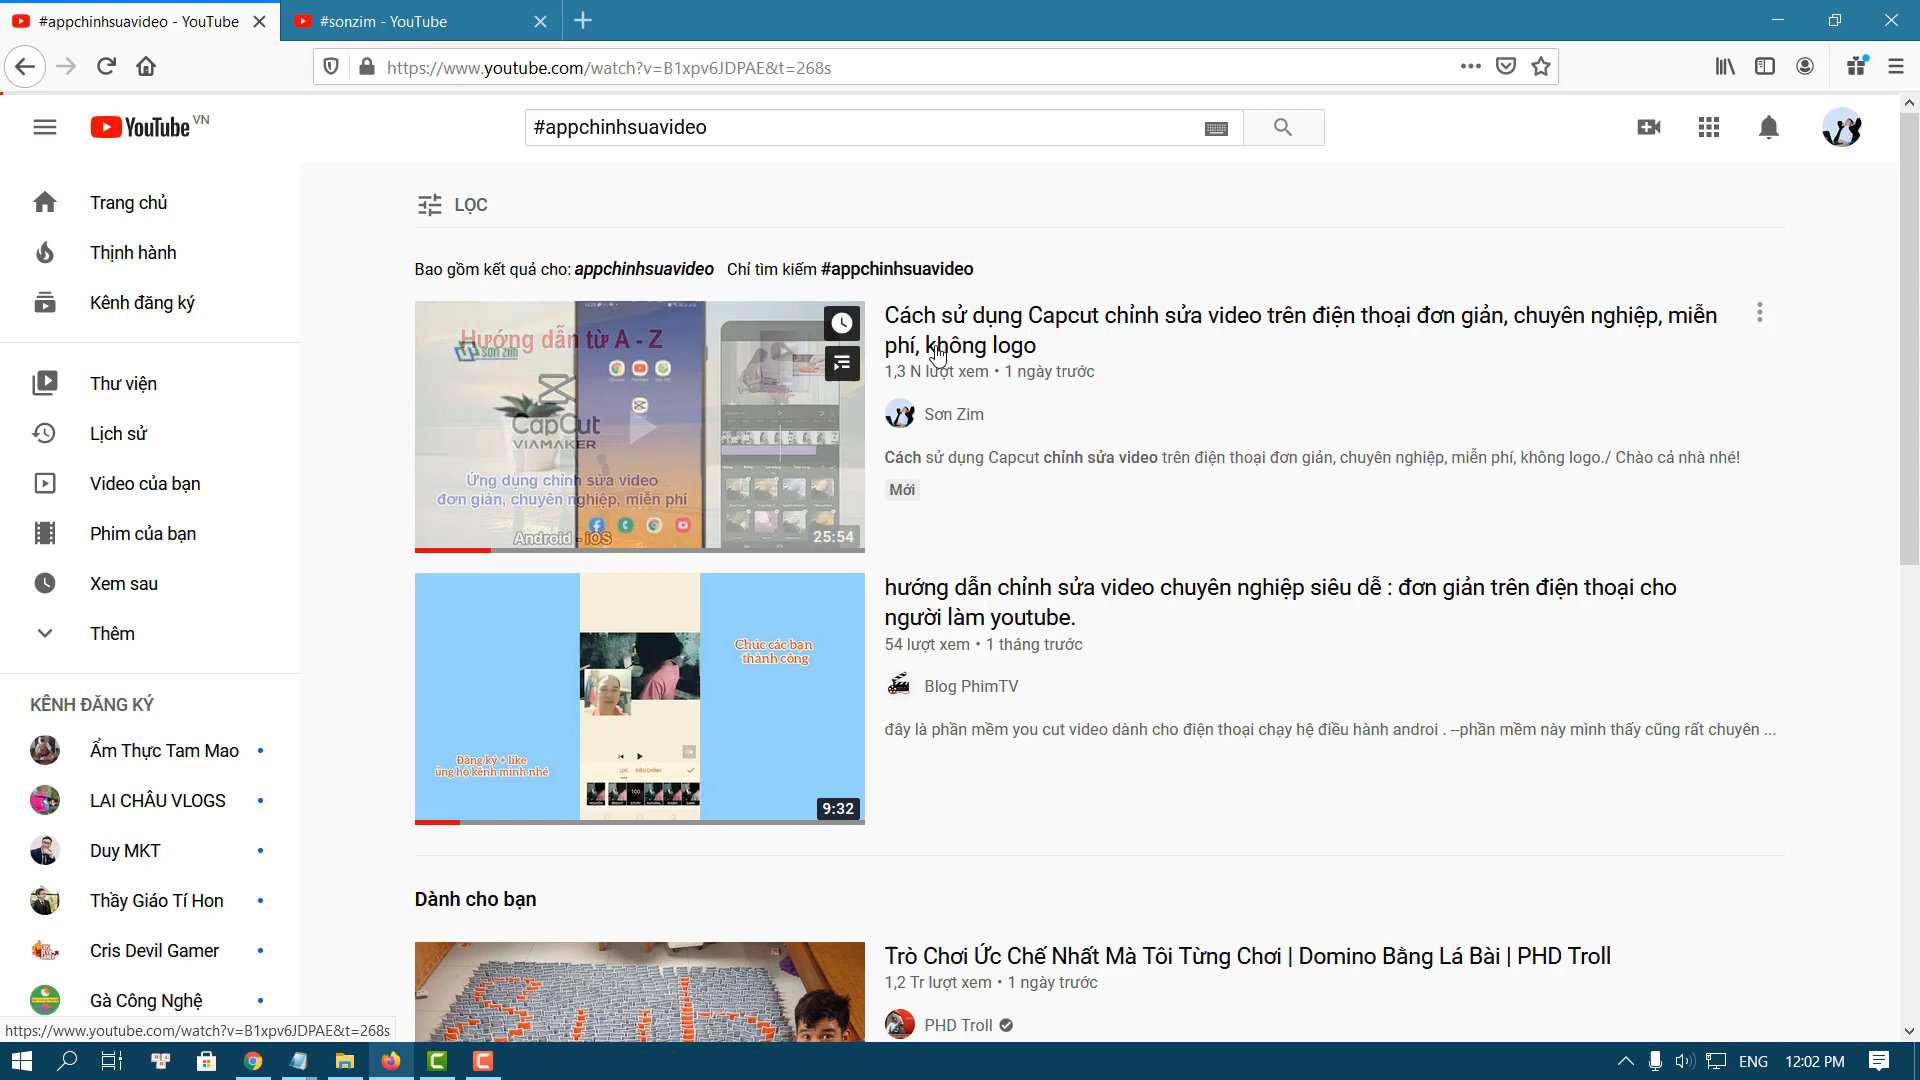 #appchinhsuavideo - YouTube
#sonzim - YouTube
https://www.youtube.com/watch?v=B1xpv6JDPAE&t=268s
YouTube VN
#appchinhsuavideo
Trang chủ
Thịnh hành
Kênh đăng ký
Thư viện
Lịch sử
Video của bạn
Phim của bạn
Xem sau
Thêm
KÊNH ĐĂNG KÝ
Ẩm Thực Tam Mao
LAI CHÂU VLOGS
Duy MKT
Thầy Giáo Tí Hon
Cris Devil Gamer
Gà Công Nghệ
https://www.youtube.com/watch?v=B1xpv6JDPAE&t=268s
LỌC
Bao gồm kết quả cho: appchinhsuavideo Chỉ tìm kiếm #appchinhsuavideo
Hướng dẫn từ A - Z
son zim
CapCut
VIAMAKER
Ứng dụng chỉnh sửa video
đơn giản, chuyên nghiệp, miễn phí
Android - iOS
25:54
Cách sử dụng Capcut chỉnh sửa video trên điện thoại đơn giản, chuyên nghiệp, miễn
phí, không logo
1,3 N lượt xem • 1 ngày trước
Sơn Zim
Cách sử dụng Capcut chỉnh sửa video trên điện thoại đơn giản, chuyên nghiệp, miễn phí, không logo./ Chào cả nhà nhé!
Mới
Chúc các bạn
thành công
Đăng ký + like
ủng hộ kênh mình nhé
9:32
hướng dẫn chỉnh sửa video chuyên nghiệp siêu dễ : đơn giản trên điện thoại cho
người làm youtube.
54 lượt xem • 1 tháng trước
Blog PhimTV
đây là phần mềm you cut video dành cho điện thoại chạy hệ điều hành androi . --phần mềm này mình thấy cũng rất chuyên ...
Dành cho bạn
Trò Chơi Ức Chế Nhất Mà Tôi Từng Chơi | Domino Bằng Lá Bài | PHD Troll
1,2 Tr lượt xem • 1 ngày trước
PHD Troll
ENG
12:02 PM